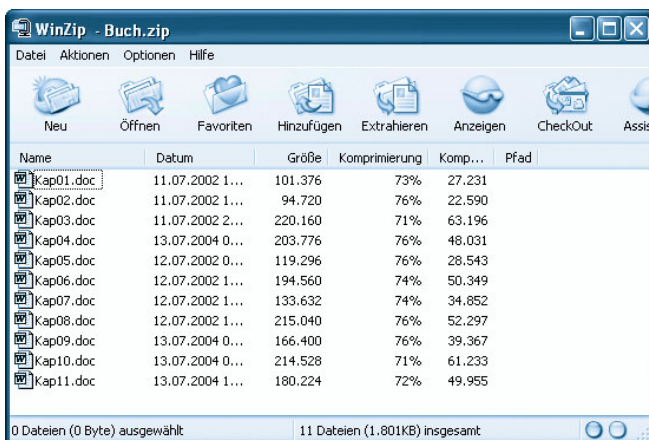 WinZip - Buch.zip
Datei Aktionen Optionen Hilfe
Neu Öffnen Favoriten Hinzufügen Extrahieren Anzeigen CheckOut Assis
Name Datum Größe Komprimierung Komp... Pfad
Kap01.doc 11.07.2002 1... 101.376 73% 27.231
Kap02.doc 11.07.2002 1... 94.720 76% 22.590
Kap03.doc 11.07.2002 2... 220.160 71% 63.196
Kap04.doc 13.07.2004 0... 203.776 76% 48.031
Kap05.doc 12.07.2002 0... 119.296 76% 28.543
Kap06.doc 12.07.2002 1... 194.560 74% 50.349
Kap07.doc 12.07.2002 1... 133.632 74% 34.852
Kap08.doc 12.07.2002 1... 215.040 76% 52.297
Kap09.doc 13.07.2004 0... 166.400 76% 39.367
Kap10.doc 13.07.2004 0... 214.528 71% 61.233
Kap11.doc 13.07.2004 1... 180.224 72% 49.955
0 Dateien (0 Byte) ausgewählt 11 Dateien (1.801KB) insgesamt